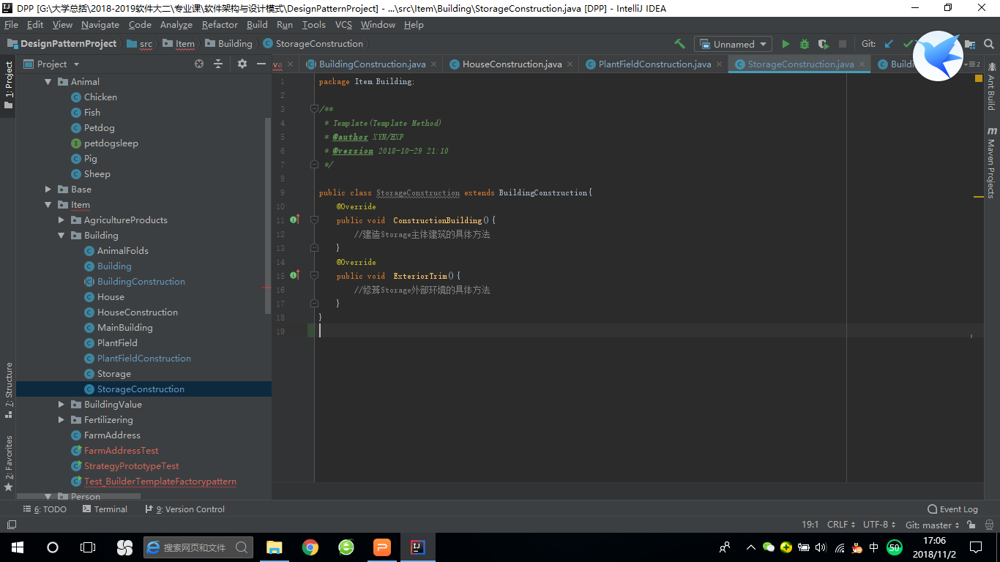 DPP [G:\大学总括\2018-2019软件大二\专业课\软件架构与设计模式\DesignPatternProject] - ...\src\Item\Building\StorageConstruction.java [DPP] - IntelliJ IDEA
File Edit View Navigate Code Analyze Refactor Build Run Tools VCS Window Help
DesignPatternProject src Item Building StorageConstruction Unnamed Git:
Project BuildingConstruction.java HouseConstruction.java PlantFieldConstruction.java StorageConstruction.java
1: Project
7: Structure
2: Favorites
Animal
Chicken
Fish
Petdog
petdogsleep
Pig
Sheep
Base
Item
AgricultureProducts
Building
AnimalFolds
Building
BuildingConstruction
House
HouseConstruction
MainBuilding
PlantField
PlantFieldConstruction
Storage
StorageConstruction
BuildingValue
Fertilizering
FarmAddress
FarmAddressTest
StrategyPrototypeTest
Test_BuilderTemplateFactorypattern
Person
1 package Item.Building;
2
3 /**
4 * Template(Template Method)
5 * @author XYN/HXP
6 * @version 2018-10-29 21:10
7 */
8
9 public class StorageConstruction extends BuildingConstruction{
10 @Override
11 public void ConstructionBuilding(){
12 //建造Storage主体建筑的具体方法
13 }
14 @Override
15 public void ExteriorTrim(){
16 //修葺Storage外部环境的具体方法
17 }
18 }
19
Ant Build
Maven Projects
6: TODO Terminal 9: Version Control Event Log
19:1 CRLF UTF-8 Git: master
搜索网页和文件
中 50 17:06
2018/11/2